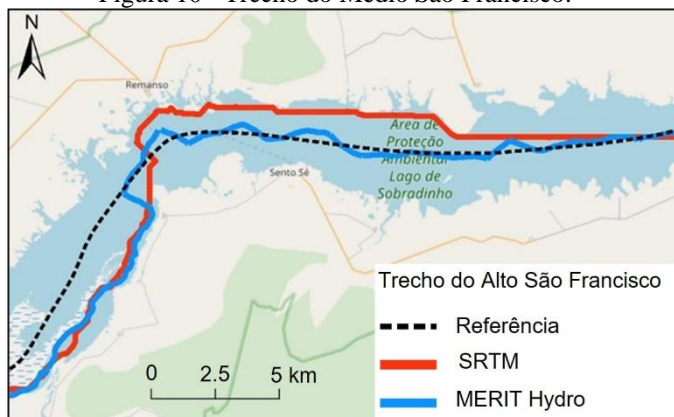 Figura 10 - Trecho do Médio São Francisco.
N
Remanso
Área de
Proteção
Ambiental
Lago de
Sobradinho
Sento Sé
Trecho do Alto São Francisco
Referência
SRTM
MERIT Hydro
0 2.5 5 km